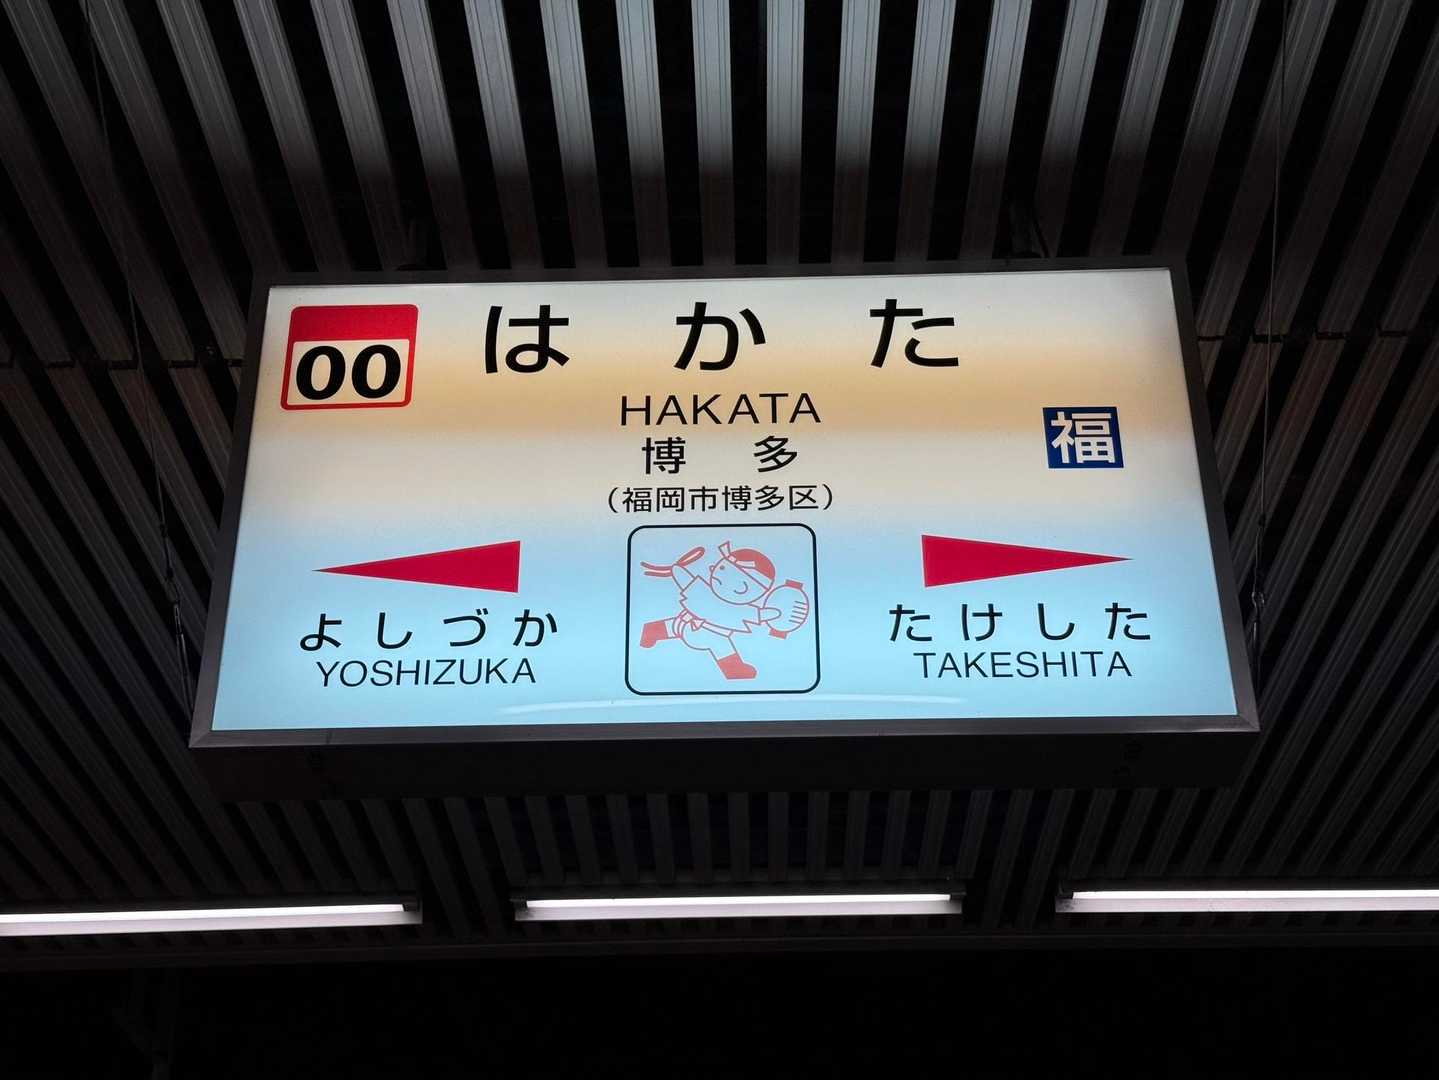 00
は か た
HAKATA
博 多
福
(福岡市博多区)
よしづか
YOSHIZUKA
たけした
TAKESHITA